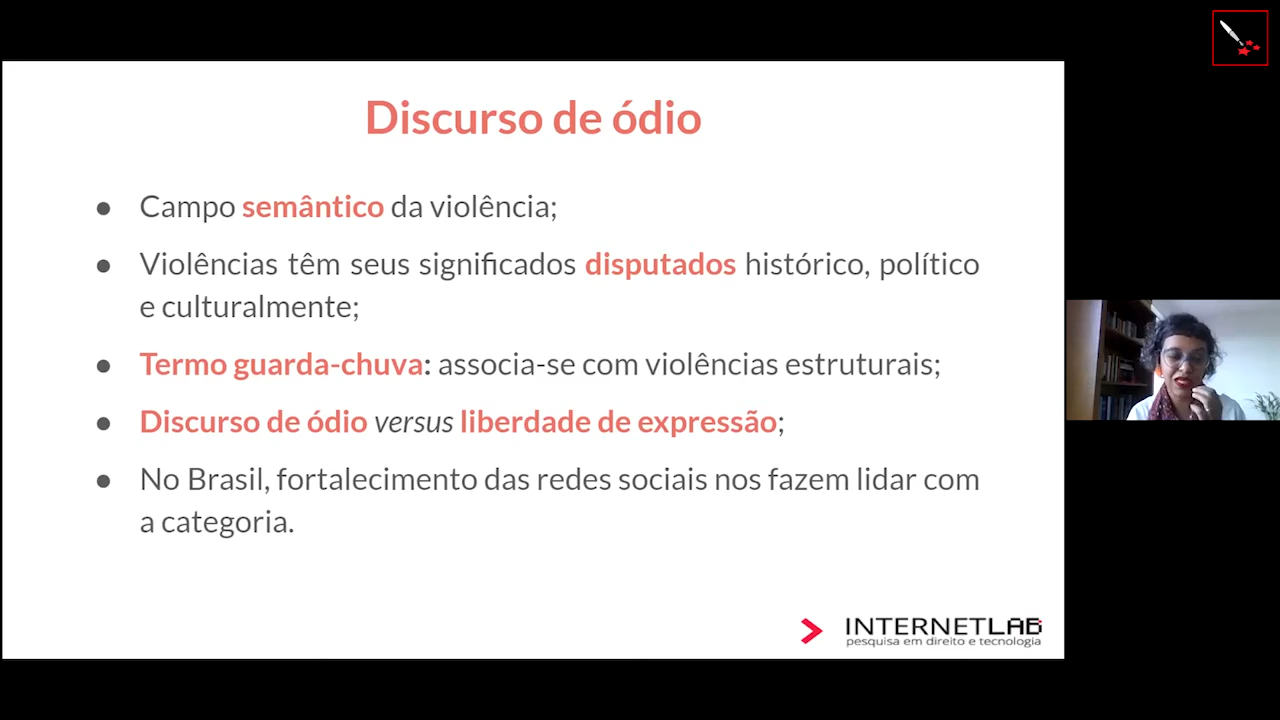 Discurso de ódio
● Campo semântico da violência;
● Violências têm seus significados disputados histórico, político
e culturalmente;
● Termo guarda-chuva: associa-se com violências estruturais;
● Discurso de ódio versus liberdade de expressão;
● No Brasil, fortalecimento das redes sociais nos fazem lidar com
a categoria.
INTERNETLAB
pesquisa em direito e tecnologia